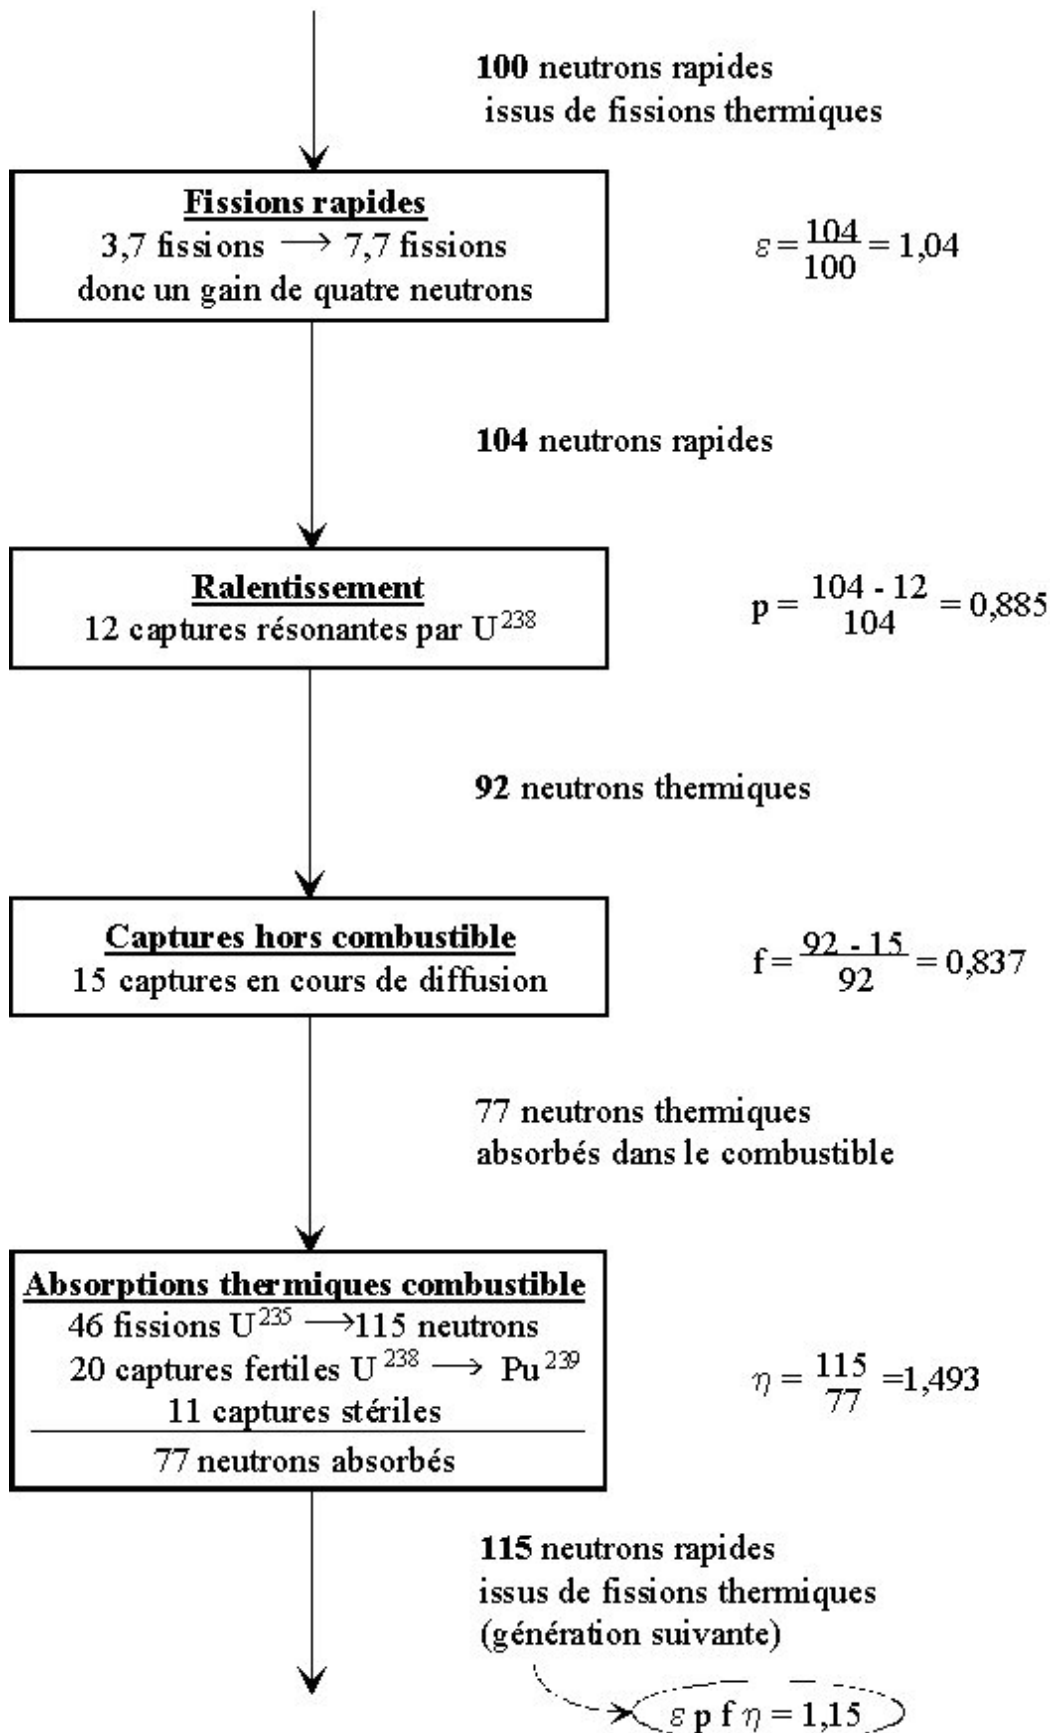 100 neutrons rapides
issus de fissions thermiques
Fissions rapides
3,7 fissions → 7,7 fissions
donc un gain de quatre neutrons
ε = 104/100 = 1,04
104 neutrons rapides
Ralentissement
12 captures résonantes par U²³⁸
p = 104 - 12/104 = 0,885
92 neutrons thermiques
Captures hors combustible
15 captures en cours de diffusion
f = 92 - 15/92 = 0,837
77 neutrons thermiques
absorbés dans le combustible
Absorptions thermiques combustible
46 fissions U²³⁵ → 115 neutrons
20 captures fertiles U²³⁸ → Pu²³⁹
11 captures stériles
77 neutrons absorbés
η = 115/77 = 1,493
115 neutrons rapides
issus de fissions thermiques
(génération suivante)
ε p f η = 1,15